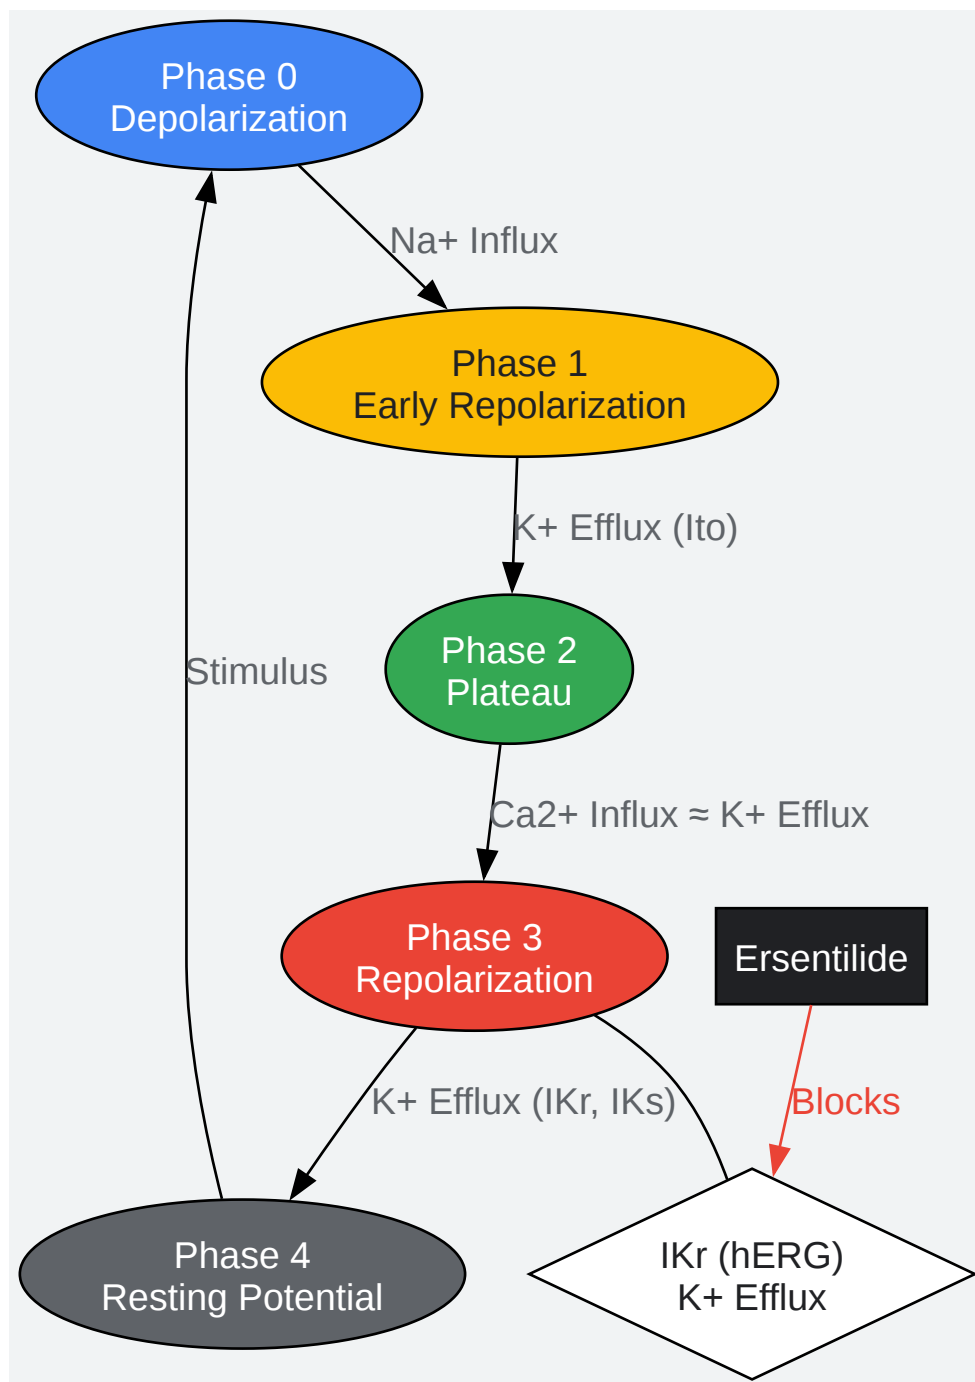 Phase 0
Depolarization
Na+ Influx
Phase 1
Early Repolarization
K+ Efflux (Ito)
Phase 2
Plateau
Stimulus
Ca2+ Influx ≈ K+ Efflux
Phase 3
Repolarization
Ersentilide
K+ Efflux (IKr, IKs)
Blocks
Phase 4
Resting Potential
IKr (hERG)
K+ Efflux